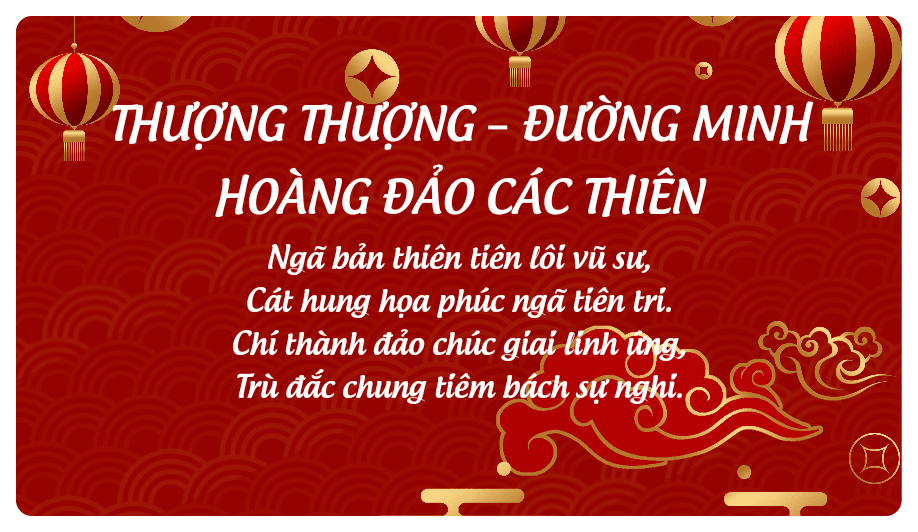 THƯỢNG THƯỢNG – ĐƯỜNG MINH
HOÀNG ĐẢO CÁC THIÊN
Ngã bản thiên tiên lôi vũ sư,
Cát hung họa phúc ngã tiên tri.
Chí thành đảo chúc giai linh ứng,
Trù đắc chung tiêm bách sự nghi.